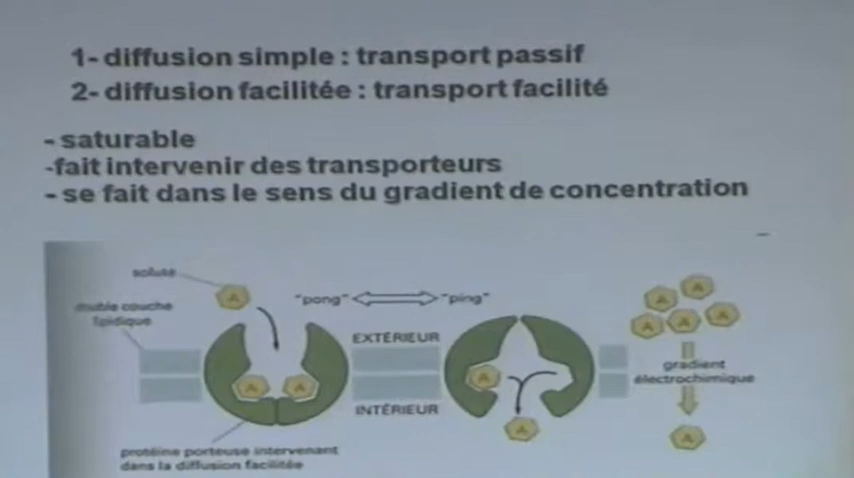 1- diffusion simple : transport passif
2- diffusion facilitée : transport facilité
- saturable
-fait intervenir des transporteurs
- se fait dans le sens du gradient de concentration
soluté
A
"pong"
"ping"
double couche
lipidique
EXTÉRIEUR
A
A
A
A
A
A
A
A
gradient
électrochimique
INTÉRIEUR
A
A
protéine porteuse intervenant
dans la diffusion facilitée